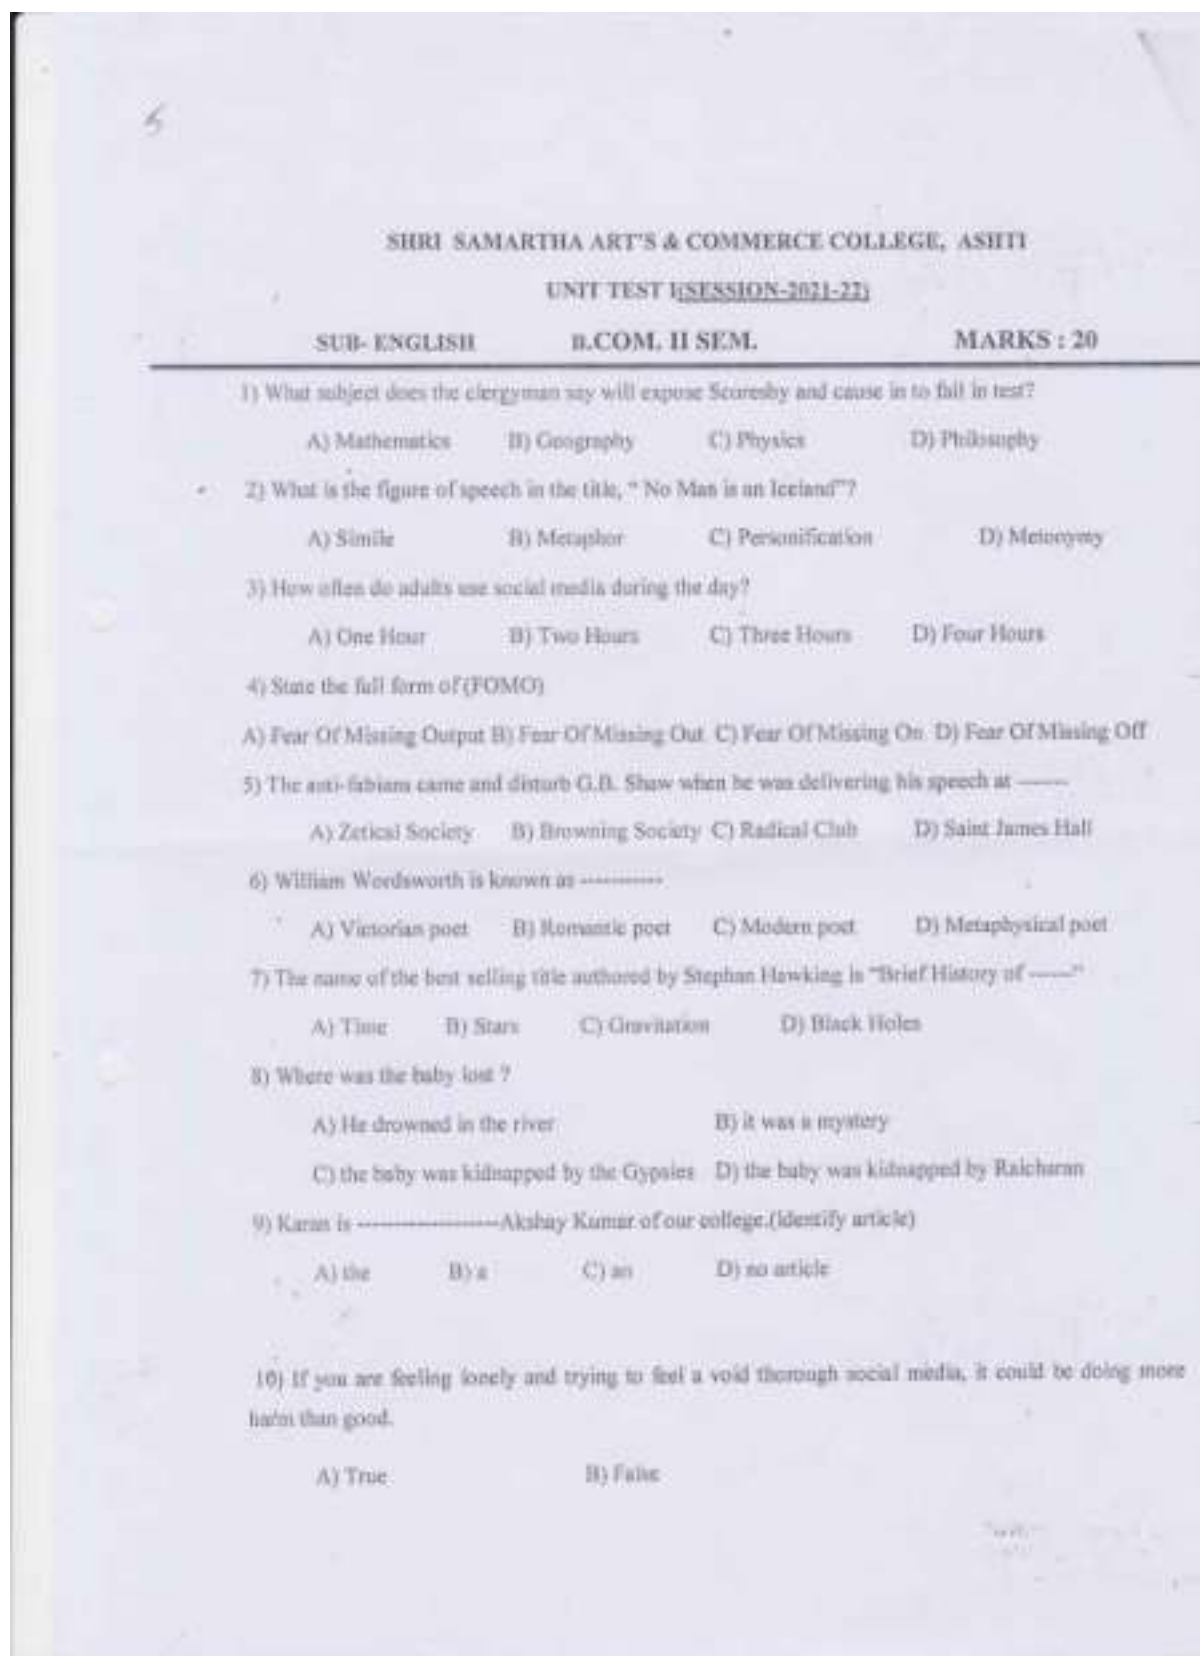 5
SHRI SAMARTHA ART'S & COMMERCE COLLEGE, ASHTI
UNIT TEST I(SESSION-2021-22)
SUB- ENGLISH B.COM. II SEM. MARKS : 20
1) What subject does the clergyman say will expose Scoresby and cause in to fail in test?
A) Mathematics B) Geography C) Physics D) Philosophy
2) What is the figure of speech in the title, " No Man is an Iceland"?
A) Simile B) Metaphor C) Personification D) Metonymy
3) How often do adults use social media during the day?
A) One Hour B) Two Hours C) Three Hours D) Four Hours
4) State the full form of (FOMO)
A) Fear Of Missing Output B) Fear Of Missing Out C) Fear Of Missing On D) Fear Of Missing Off
5) The anti-fabians came and disturb G.B. Shaw when he was delivering his speech at -------
A) Zetical Society B) Browning Society C) Radical Club D) Saint James Hall
6) William Wordsworth is known as -----------
A) Victorian poet B) Romantic poet C) Modern poet D) Metaphysical poet
7) The name of the best selling title authored by Stephan Hawking is "Brief History of ------"
A) Time B) Stars C) Gravitation D) Black Holes
8) Where was the baby lost ?
A) He drowned in the river B) it was a mystery
C) the baby was kidnapped by the Gypsies D) the baby was kidnapped by Raicharan
9) Karan is -------------------Akshay Kumar of our college.(Identify article)
A) the B) a C) an D) no article
10) If you are feeling lonely and trying to feel a void thorough social media, it could be doing more
harm than good.
A) True B) False